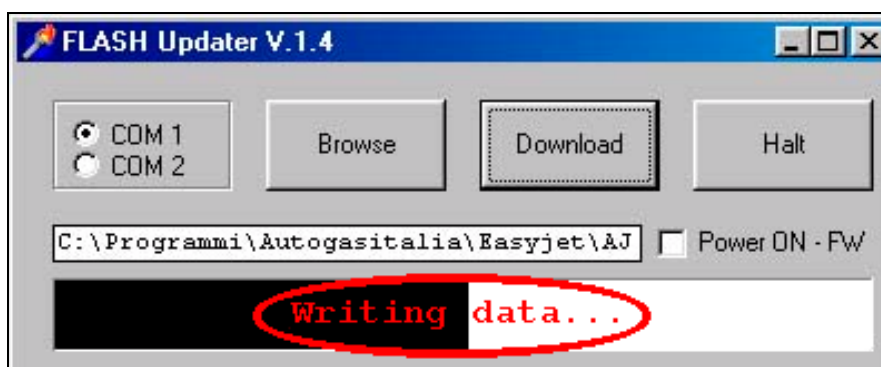 FLASH Updater V.1.4
COM 1
COM 2
Browse
Download
Halt
C:\Programmi\Autogasitalia\Easyjet\AJ
Power ON - FW
Writing data...